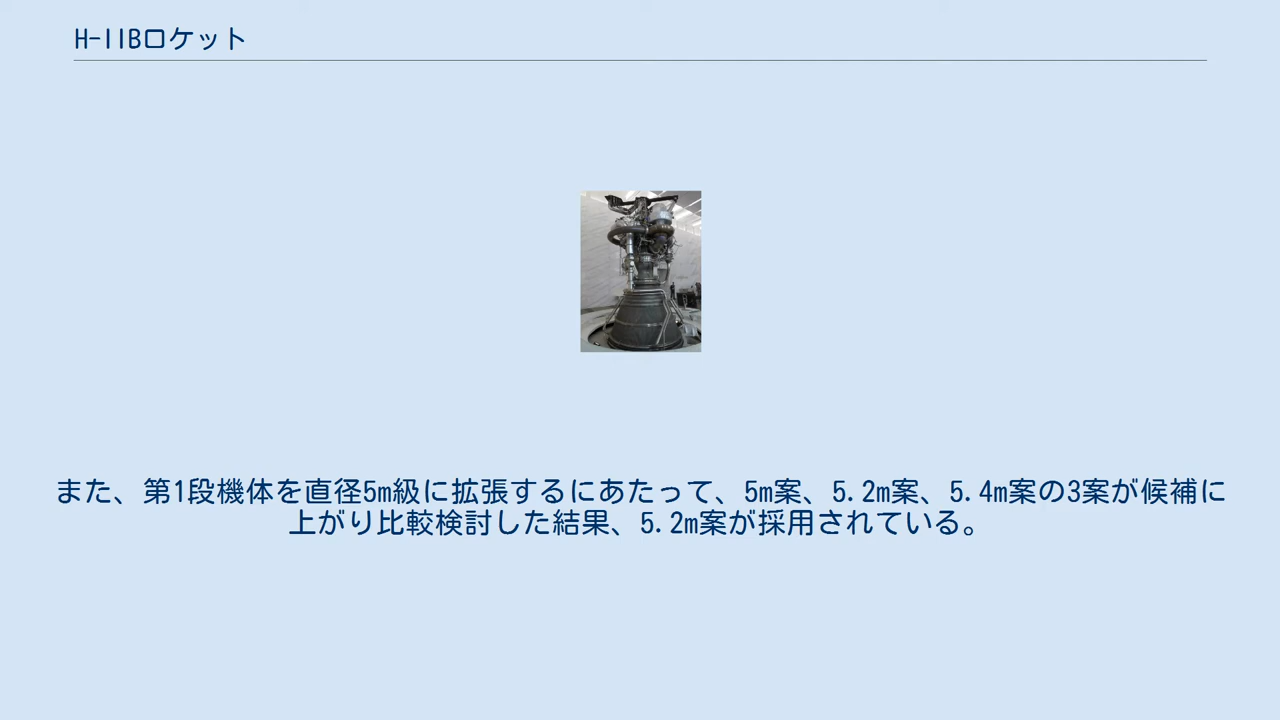 H-IIBロケット
また、第1段機体を直径5m級に拡張するにあたって、5m案、5.2m案、5.4m案の3案が候補に
上がり比較検討した結果、5.2m案が採用されている。